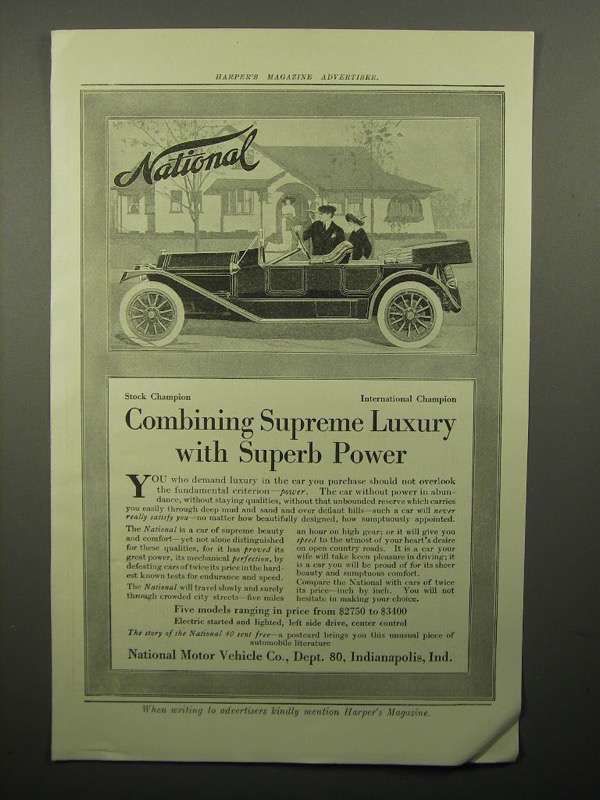 HARPER'S MAGAZINE ADVERTISER.
National
Stock Champion
International Champion
Combining Supreme Luxury
with Superb Power
YOU who demand luxury in the car you purchase should not overlook
the fundamental criterion—power. The car without power in abun-
dance, without staying qualities, without that unbounded reserve which carries
you easily through deep mud and sand and over defiant hills—such a car will never
really satisfy you—no matter how beautifully designed, how sumptuously appointed.
The National is a car of supreme beauty
and comfort—yet not alone distinguished
for these qualities, for it has proved its
great power, its mechanical perfection, by
defeating cars of twice its price in the hard-
est known tests for endurance and speed.
The National will travel slowly and surely
through crowded city streets—five miles
an hour on high gear; or it will give you
speed to the utmost of your heart's desire
on open country roads. It is a car your
wife will take keen pleasure in driving; it
is a car you will be proud of for its sheer
beauty and sumptuous comfort.
Compare the National with cars of twice
its price—inch by inch. You will not
hesitate in making your choice.
Five models ranging in price from $2750 to $3400
Electric started and lighted, left side drive, center control
The story of the National 40 sent free—a postcard brings you this unusual piece of
automobile literature
National Motor Vehicle Co., Dept. 80, Indianapolis, Ind.
When writing to advertisers kindly mention Harper's Magazine.